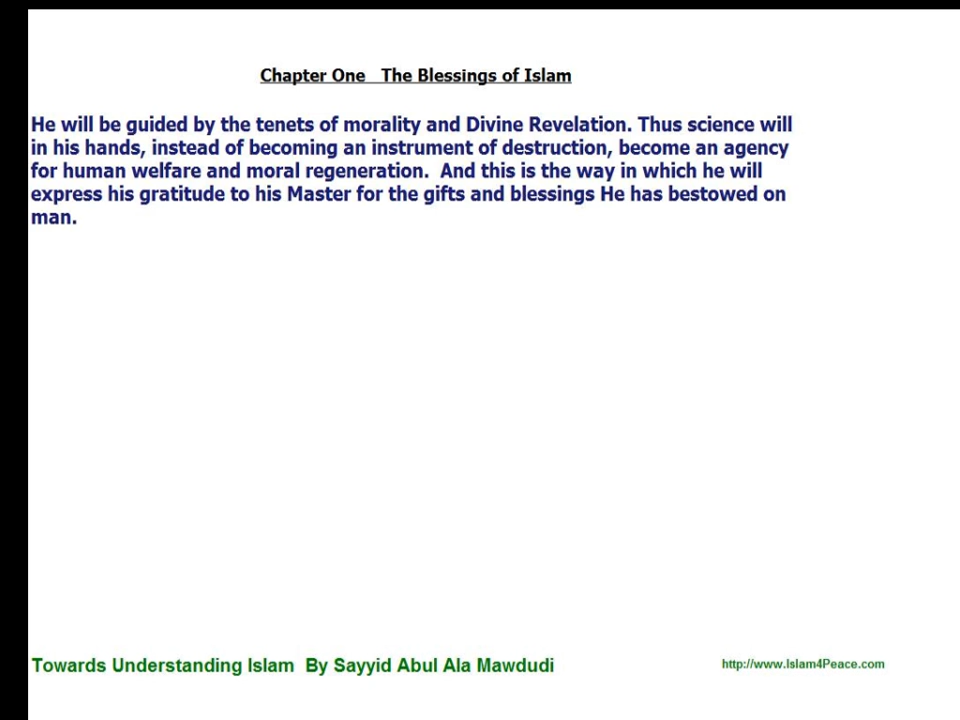 Chapter One   The Blessings of Islam
He will be guided by the tenets of morality and Divine Revelation. Thus science will
in his hands, instead of becoming an instrument of destruction, become an agency
for human welfare and moral regeneration.  And this is the way in which he will
express his gratitude to his Master for the gifts and blessings He has bestowed on
man.
Towards Understanding Islam  By Sayyid Abul Ala Mawdudi
http://www.Islam4Peace.com